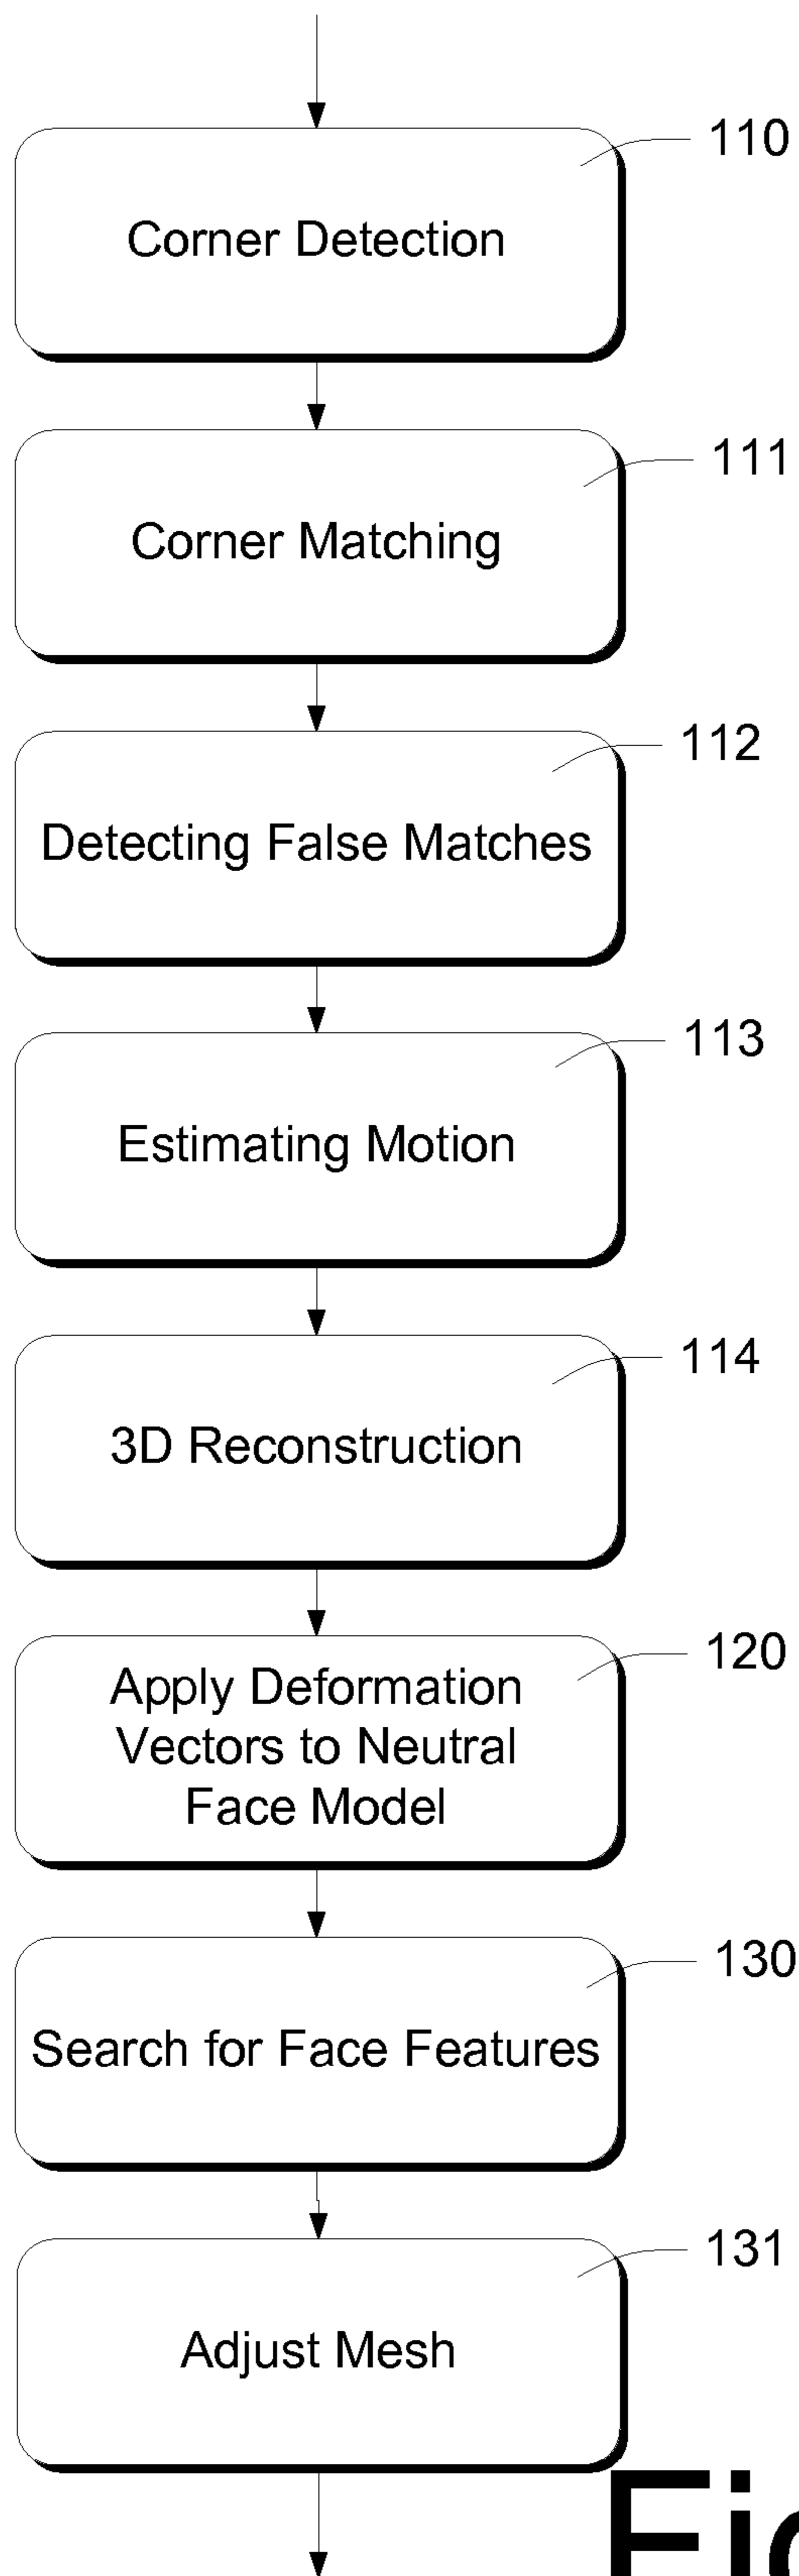 110
Corner Detection
111
Corner Matching
112
Detecting False Matches
113
Estimating Motion
114
3D Reconstruction
120
Apply Deformation
Vectors to Neutral
Face Model
130
Search for Face Features
131
Adjust Mesh